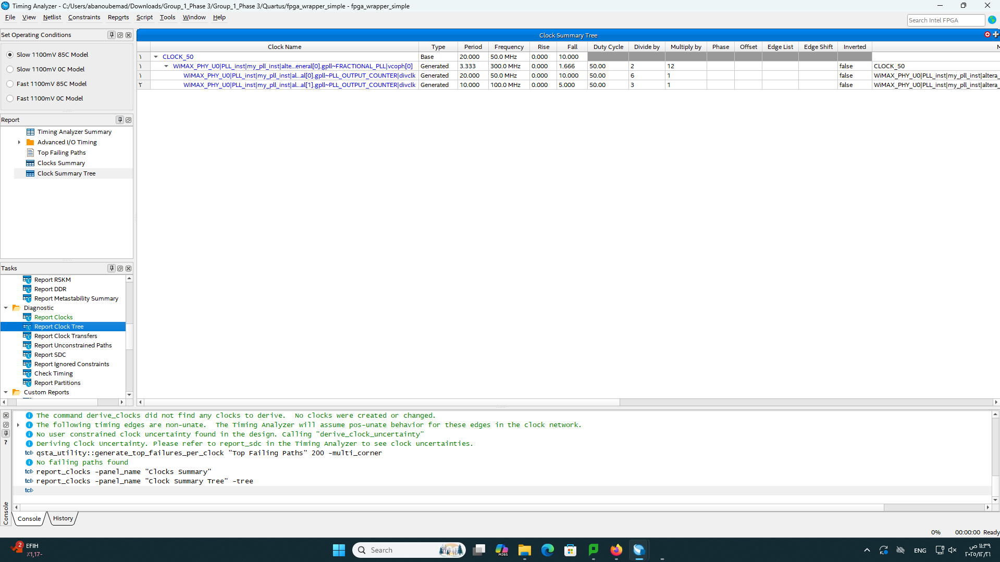 Timing Analyzer - C:/Users/abanoubemad/Downloads/Group_1_Phase 3/Group_1_Phase 3/Quartus/fpga_wrapper_simple - fpga_wrapper_simple
File View Netlist Constraints Reports Script Tools Window Help
Search Intel FPGA
Set Operating Conditions
Slow 1100mV 85C Model
Slow 1100mV 0C Model
Fast 1100mV 85C Model
Fast 1100mV 0C Model
Report
Timing Analyzer Summary
Advanced I/O Timing
Top Failing Paths
Clocks Summary
Clock Summary Tree
Tasks
Report RSKM
Report DDR
Report Metastability Summary
Diagnostic
Report Clocks
Report Clock Tree
Report Clock Transfers
Report Unconstrained Paths
Report SDC
Report Ignored Constraints
Check Timing
Report Partitions
Custom Reports
Clock Summary Tree
Clock Name Type Period Frequency Rise Fall Duty Cycle Divide by Multiply by Phase Offset Edge List Edge Shift Inverted
١ CLOCK_50 Base 20.000 50.0 MHz 0.000 10.000
١ WiMAX_PHY_U0|PLL_inst|my_pll_inst|alte...eneral[0].gpll~FRACTIONAL_PLL|vcoph[0] Generated 3.333 300.0 MHz 0.000 1.666 50.00 2 12 false CLOCK_50
١ WiMAX_PHY_U0|PLL_inst|my_pll_inst|al...al[0].gpll~PLL_OUTPUT_COUNTER|divclk Generated 20.000 50.0 MHz 0.000 10.000 50.00 6 1 false WiMAX_PHY_U0|PLL_inst|my_pll_inst|altera_
٢ WiMAX_PHY_U0|PLL_inst|my_pll_inst|al...al[1].gpll~PLL_OUTPUT_COUNTER|divclk Generated 10.000 100.0 MHz 0.000 5.000 50.00 3 1 false WiMAX_PHY_U0|PLL_inst|my_pll_inst|altera_
The command derive_clocks did not find any clocks to derive.  No clocks were created or changed.
The following timing edges are non-unate.  The Timing Analyzer will assume pos-unate behavior for these edges in the clock network.
No user constrained clock uncertainty found in the design. Calling "derive_clock_uncertainty"
Deriving Clock Uncertainty. Please refer to report_sdc in the Timing Analyzer to see clock uncertainties.
tcl> qsta_utility::generate_top_failures_per_clock "Top Failing Paths" 200 -multi_corner
No failing paths found
tcl> report_clocks -panel_name "Clocks Summary"
tcl> report_clocks -panel_name "Clock Summary Tree" -tree
tcl>
Console
Console History
0% 00:00:00 Ready
2 EFIH
٪1,17-
Search
M365
ENG
١١:٣٩ ص
٢٠٢٥/١٢/٢١